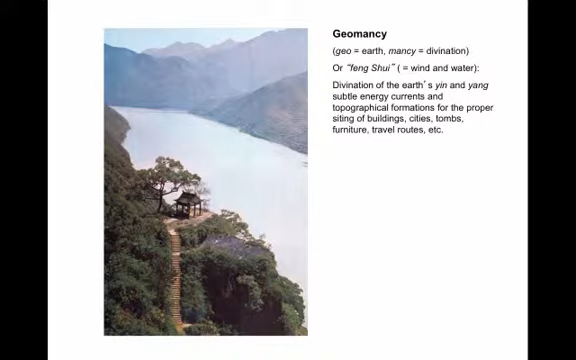 Geomancy
(geo = earth, mancy = divination)
Or “feng Shui” ( = wind and water):
Divination of the earth’s yin and yang
subtle energy currents and
topographical formations for the proper
siting of buildings, cities, tombs,
furniture, travel routes, etc.